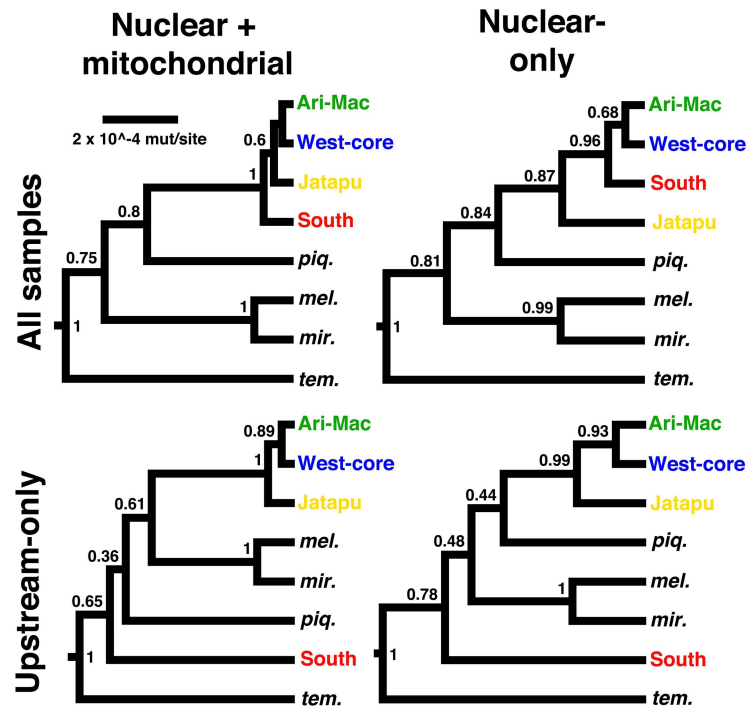 Nuclear +
mitochondrial
Nuclear-
only
All samples
2 x 10^-4 mut/site
Ari-Mac
0.6
West-core
1
Jatapu
0.8
South
0.75
piq.
1
mel.
1
mir.
tem.
Ari-Mac
0.68
West-core
0.96
South
0.87
Jatapu
0.84
piq.
0.81
mel.
0.99
mir.
1
tem.
Upstream-only
Ari-Mac
0.89
West-core
1
Jatapu
0.61
mel.
1
mir.
0.36
piq.
0.65
South
1
tem.
Ari-Mac
0.93
West-core
0.99
Jatapu
0.44
piq.
0.48
mel.
1
mir.
0.78
South
1
tem.